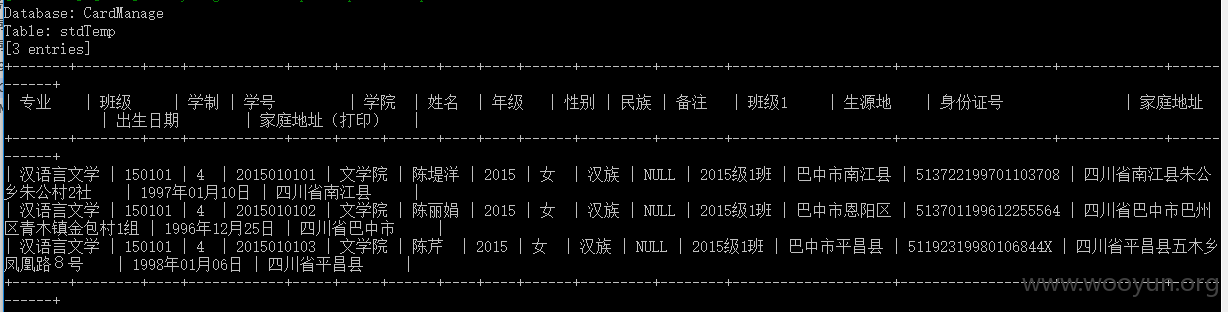 Database: CardManage
Table: stdTemp
[3 entries]
| 专业 | 班级 | 学制 | 学号 | 学院 | 姓名 | 年级 | 性别 | 民族 | 备注 | 班级1 | 生源地 | 身份证号 | 家庭地址
| 出生日期 | 家庭地址（打印） |
| 汉语言文学 | 150101 | 4 | 2015010101 | 文学院 | 陈堤洋 | 2015 | 女 | 汉族 | NULL | 2015级1班 | 巴中市南江县 | 513722199701103708 | 四川省南江县朱公
乡朱公村2社 | 1997年01月10日 | 四川省南江县 |
| 汉语言文学 | 150101 | 4 | 2015010102 | 文学院 | 陈丽娟 | 2015 | 女 | 汉族 | NULL | 2015级1班 | 巴中市恩阳区 | 513701199612255564 | 四川省巴中市巴州
区青木镇金包村1组 | 1996年12月25日 | 四川省巴中市 |
| 汉语言文学 | 150101 | 4 | 2015010103 | 文学院 | 陈芹 | 2015 | 女 | 汉族 | NULL | 2015级1班 | 巴中市平昌县 | 51192319980106844X | 四川省平昌县五木乡
凤凰路８号 | 1998年01月06日 | 四川省平昌县 |
www.wooyun.org